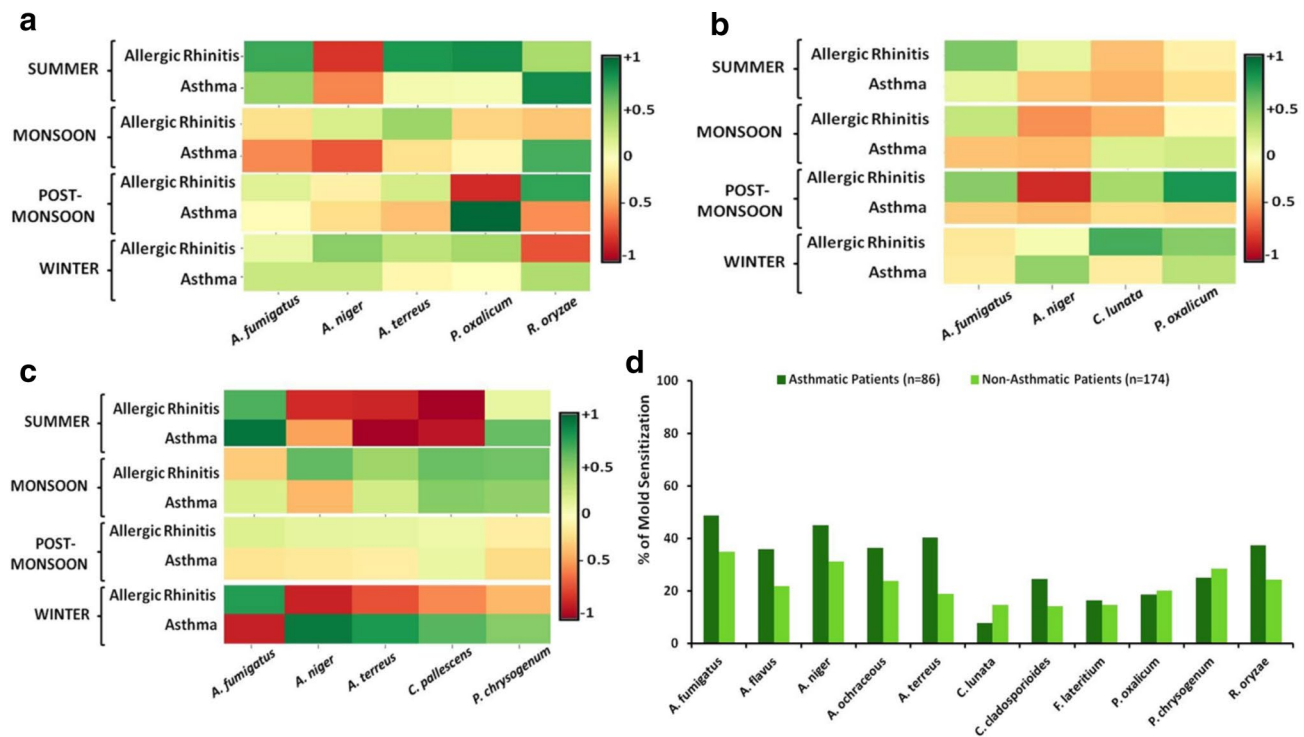 a
SUMMER
Allergic Rhinitis
Asthma
MONSOON
Allergic Rhinitis
Asthma
POST-
MONSOON
Allergic Rhinitis
Asthma
WINTER
Allergic Rhinitis
Asthma
A. fumigatus
A. niger
A. terreus
P. oxalicum
R. oryzae
+1
+0.5
0
0.5
-1
b
SUMMER
Allergic Rhinitis
Asthma
MONSOON
Allergic Rhinitis
Asthma
POST-
MONSOON
Allergic Rhinitis
Asthma
WINTER
Allergic Rhinitis
Asthma
A. fumigatus
A. niger
C. lunata
P. oxalicum
+1
+0.5
0
0.5
-1
c
SUMMER
Allergic Rhinitis
Asthma
MONSOON
Allergic Rhinitis
Asthma
POST-
MONSOON
Allergic Rhinitis
Asthma
WINTER
Allergic Rhinitis
Asthma
A. fumigatus
A. niger
A. terreus
C. pallescens
P. chrysogenum
+1
+0.5
0
0.5
-1
d
Asthmatic Patients (n=86)
Non-Asthmatic Patients (n=174)
% of Mold Sensitization
100
80
60
40
20
0
A. fumigatus
A. flavus
A. niger
A. ochraceous
A. terreus
C. lunata
C. cladosporioides
F. lateritium
P. oxalicum
P. chrysogenum
R. oryzae